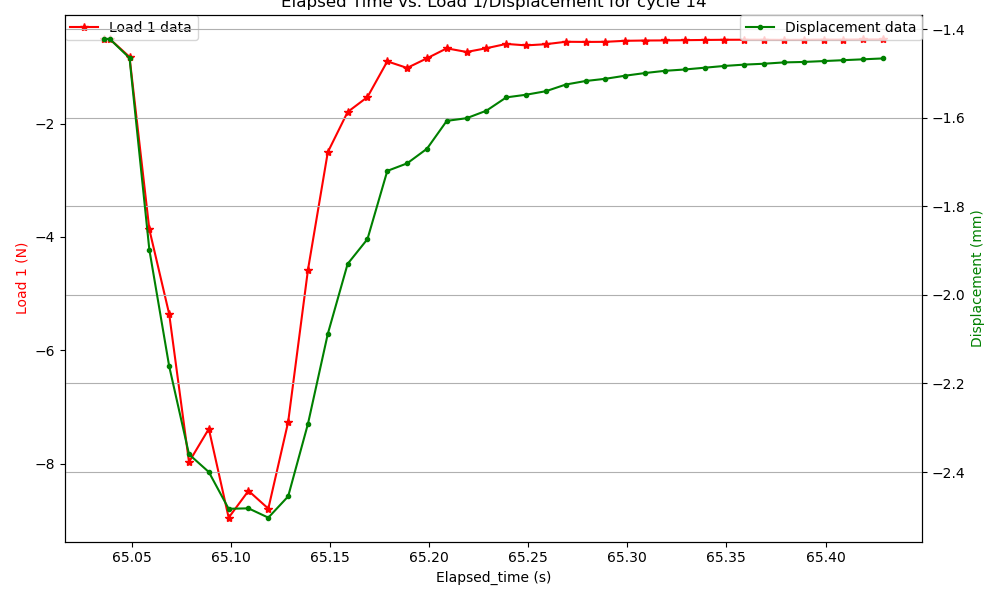 Elapsed Time vs. Load 1/Displacement for cycle 14
Load 1 data
Displacement data
−2
−4
−6
−8
Load 1 (N)
−1.4
−1.6
−1.8
−2.0
−2.2
−2.4
Displacement (mm)
65.05 65.10 65.15 65.20 65.25 65.30 65.35 65.40
Elapsed_time (s)